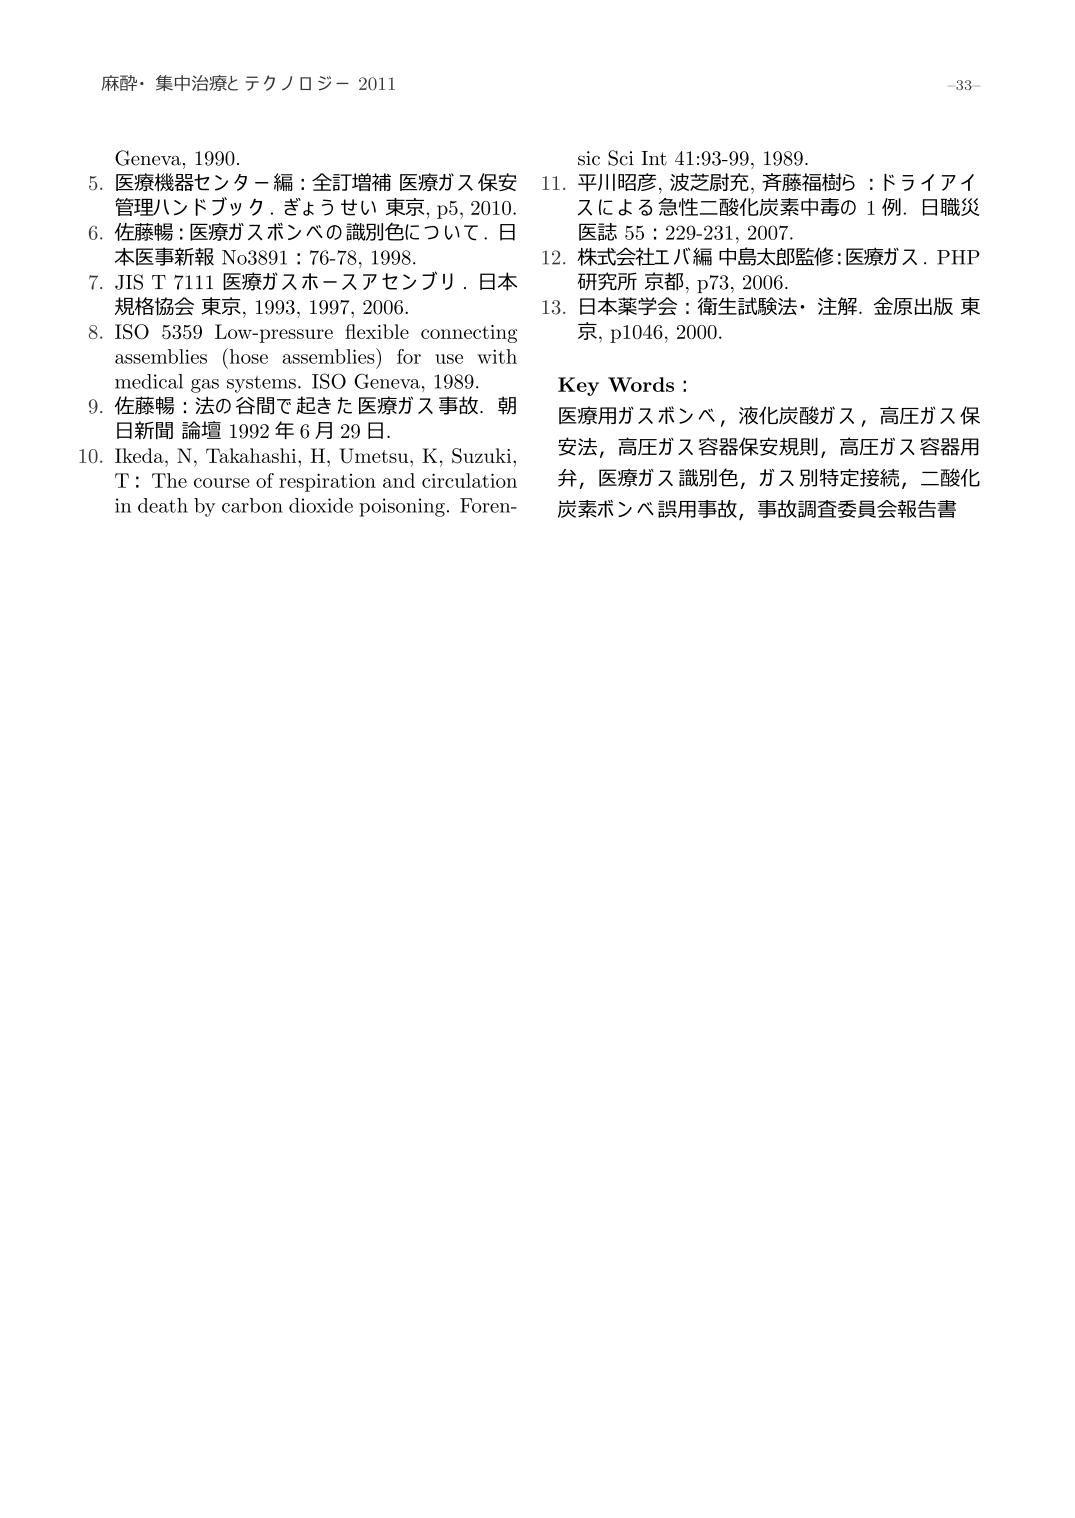 麻酔・集中治療とテクノロジー 2011
–33–
Geneva, 1990.
5. 医療機器センター編：全訂増補 医療ガス保安
管理ハンドブック. ぎょうせい 東京, p5, 2010.
6. 佐藤暢：医療ガスボンベの識別色について. 日
本医事新報 No3891：76-78, 1998.
7. JIS T 7111 医療ガスホースアセンブリ. 日本
規格協会 東京, 1993, 1997, 2006.
8. ISO 5359 Low-pressure flexible connecting
assemblies (hose assemblies) for use with
medical gas systems. ISO Geneva, 1989.
9. 佐藤暢：法の谷間で起きた医療ガス事故. 朝
日新聞 論壇 1992 年 6 月 29 日.
10. Ikeda, N, Takahashi, H, Umetsu, K, Suzuki,
T：The course of respiration and circulation
in death by carbon dioxide poisoning. Foren-
sic Sci Int 41:93-99, 1989.
11. 平川昭彦, 波芝尉充, 斉藤福樹ら：ドライアイ
スによる急性二酸化炭素中毒の 1 例. 日職災
医誌 55：229-231, 2007.
12. 株式会社エバ編 中島太郎監修：医療ガス. PHP
研究所 京都, p73, 2006.
13. 日本薬学会：衛生試験法・注解. 金原出版 東
京, p1046, 2000.
Key Words：
医療用ガスボンベ，液化炭酸ガス，高圧ガス保
安法，高圧ガス容器保安規則，高圧ガス容器用
弁，医療ガス識別色，ガス別特定接続，二酸化
炭素ボンベ誤用事故，事故調査委員会報告書